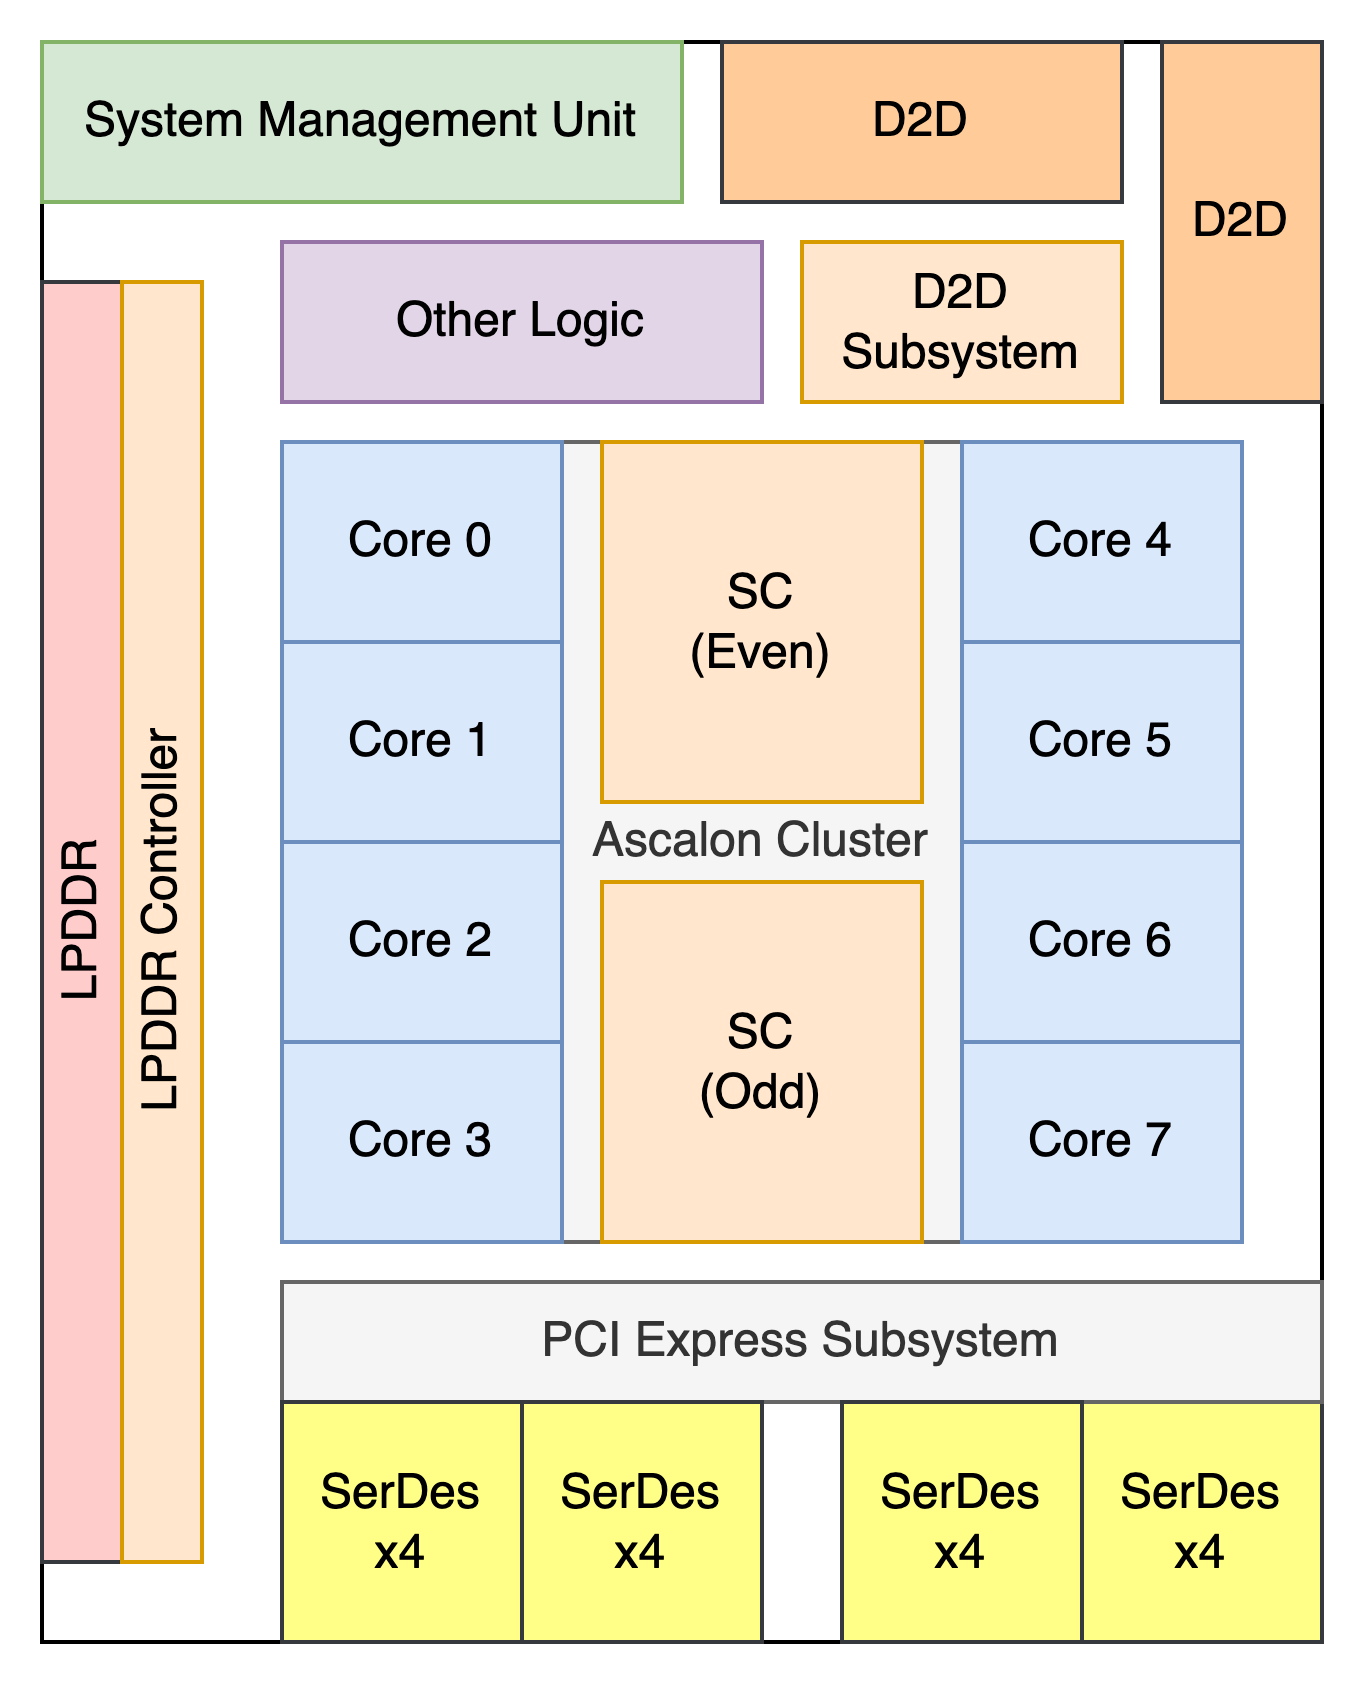 System Management Unit
D2D
D2D
Other Logic
D2D
Subsystem
LPDDR
LPDDR Controller
Core 0
Core 1
Core 2
Core 3
SC
(Even)
Ascalon Cluster
SC
(Odd)
Core 4
Core 5
Core 6
Core 7
PCI Express Subsystem
SerDes
x4
SerDes
x4
SerDes
x4
SerDes
x4